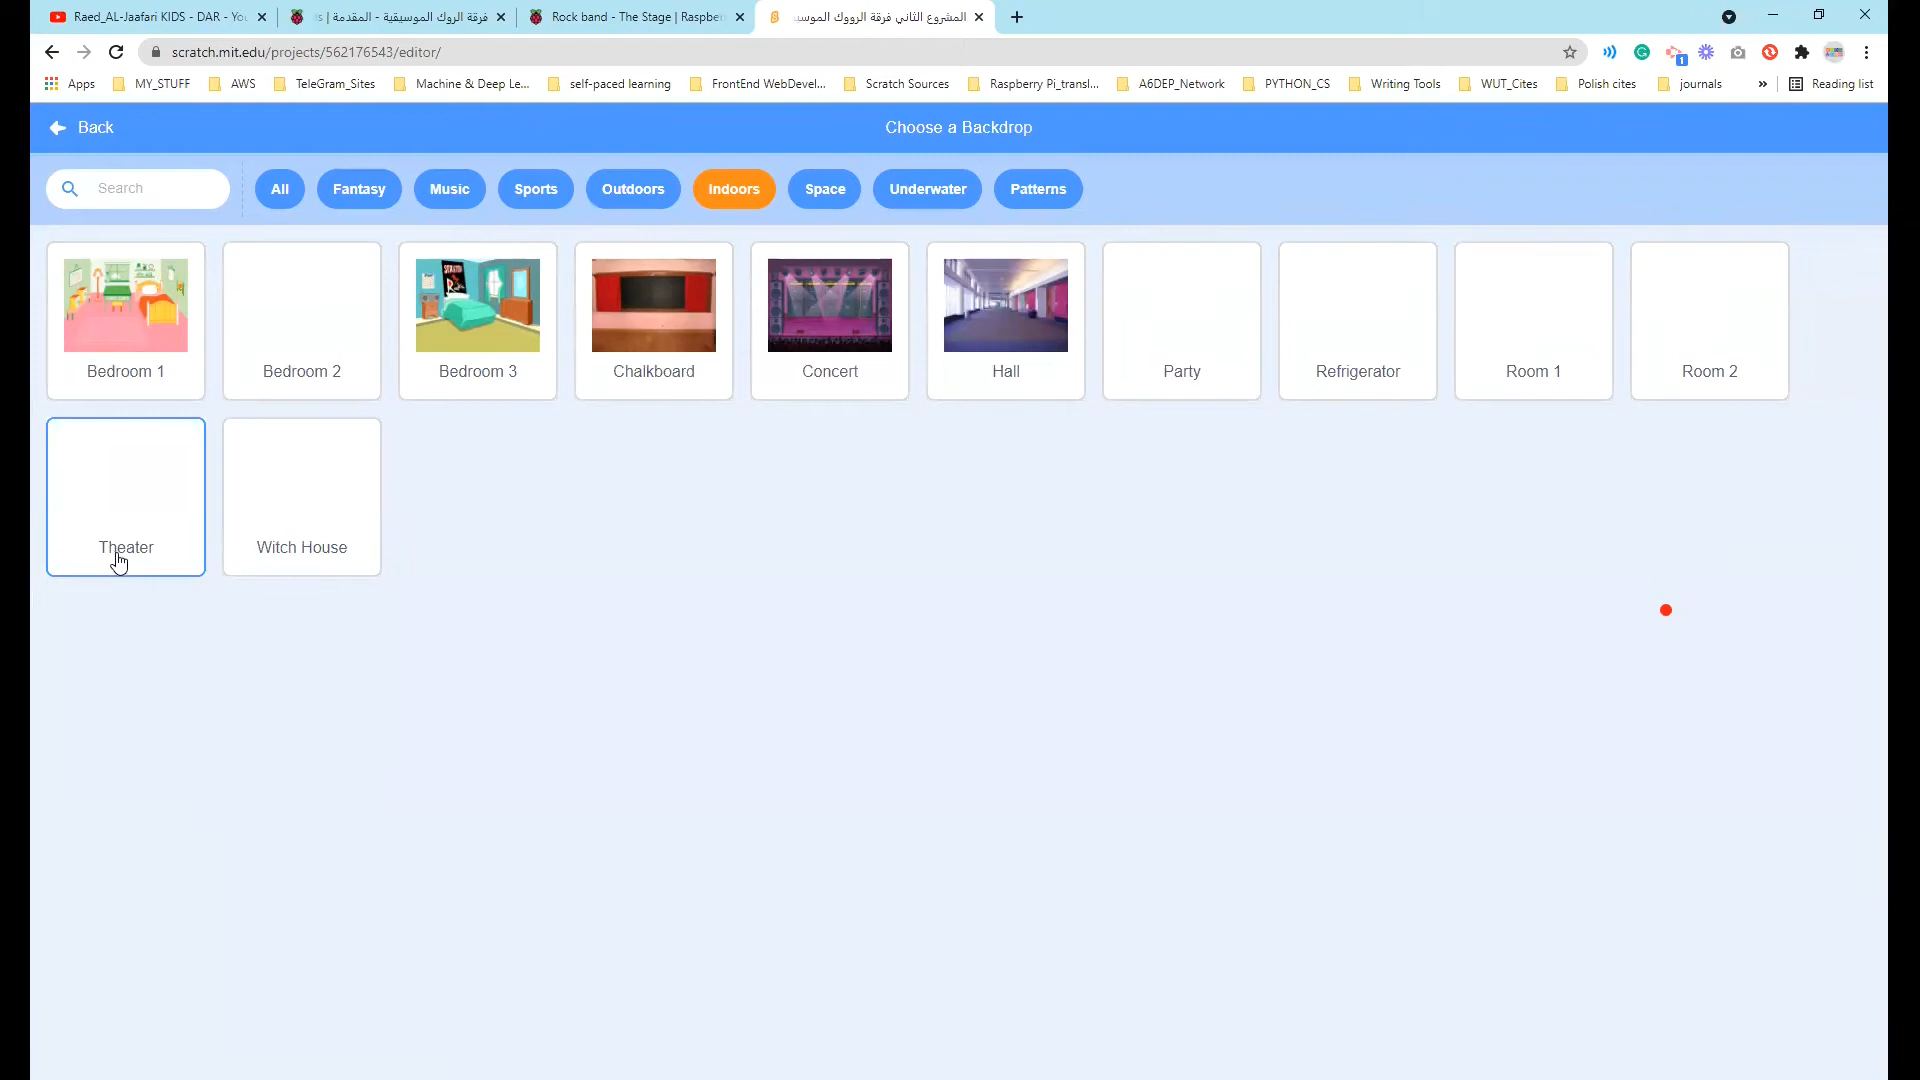 Raed_AL-Jaafari KIDS - DAR - You
فرقة الروك الموسيقية - المقدمة | s
Rock band - The Stage | Raspber
المشروع الثاني فرقة الرووك الموسي
scratch.mit.edu/projects/562176543/editor/
1
Apps MY_STUFF AWS TeleGram_Sites Machine & Deep Le... self-paced learning FrontEnd WebDevel... Scratch Sources Raspberry Pi_transl... A6DEP_Network PYTHON_CS Writing Tools WUT_Cites Polish cites journals » Reading list
Back Choose a Backdrop
Search All Fantasy Music Sports Outdoors Indoors Space Underwater Patterns
Bedroom 1 Bedroom 2 Bedroom 3 Chalkboard Concert Hall Party Refrigerator Room 1 Room 2
Theater Witch House